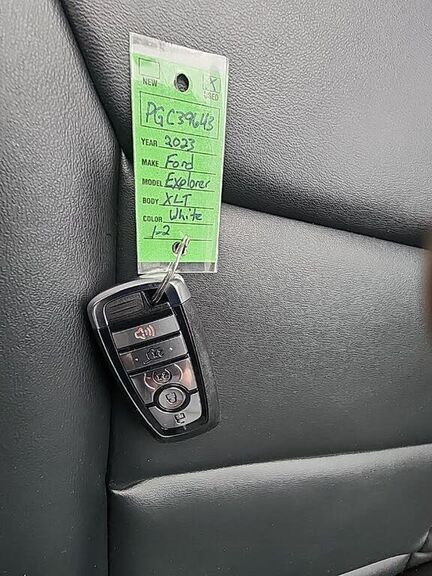 NEW X USED
PGC39643
YEAR 2023
MAKE Ford
MODEL Explorer
BODY XLT
COLOR White
1-2